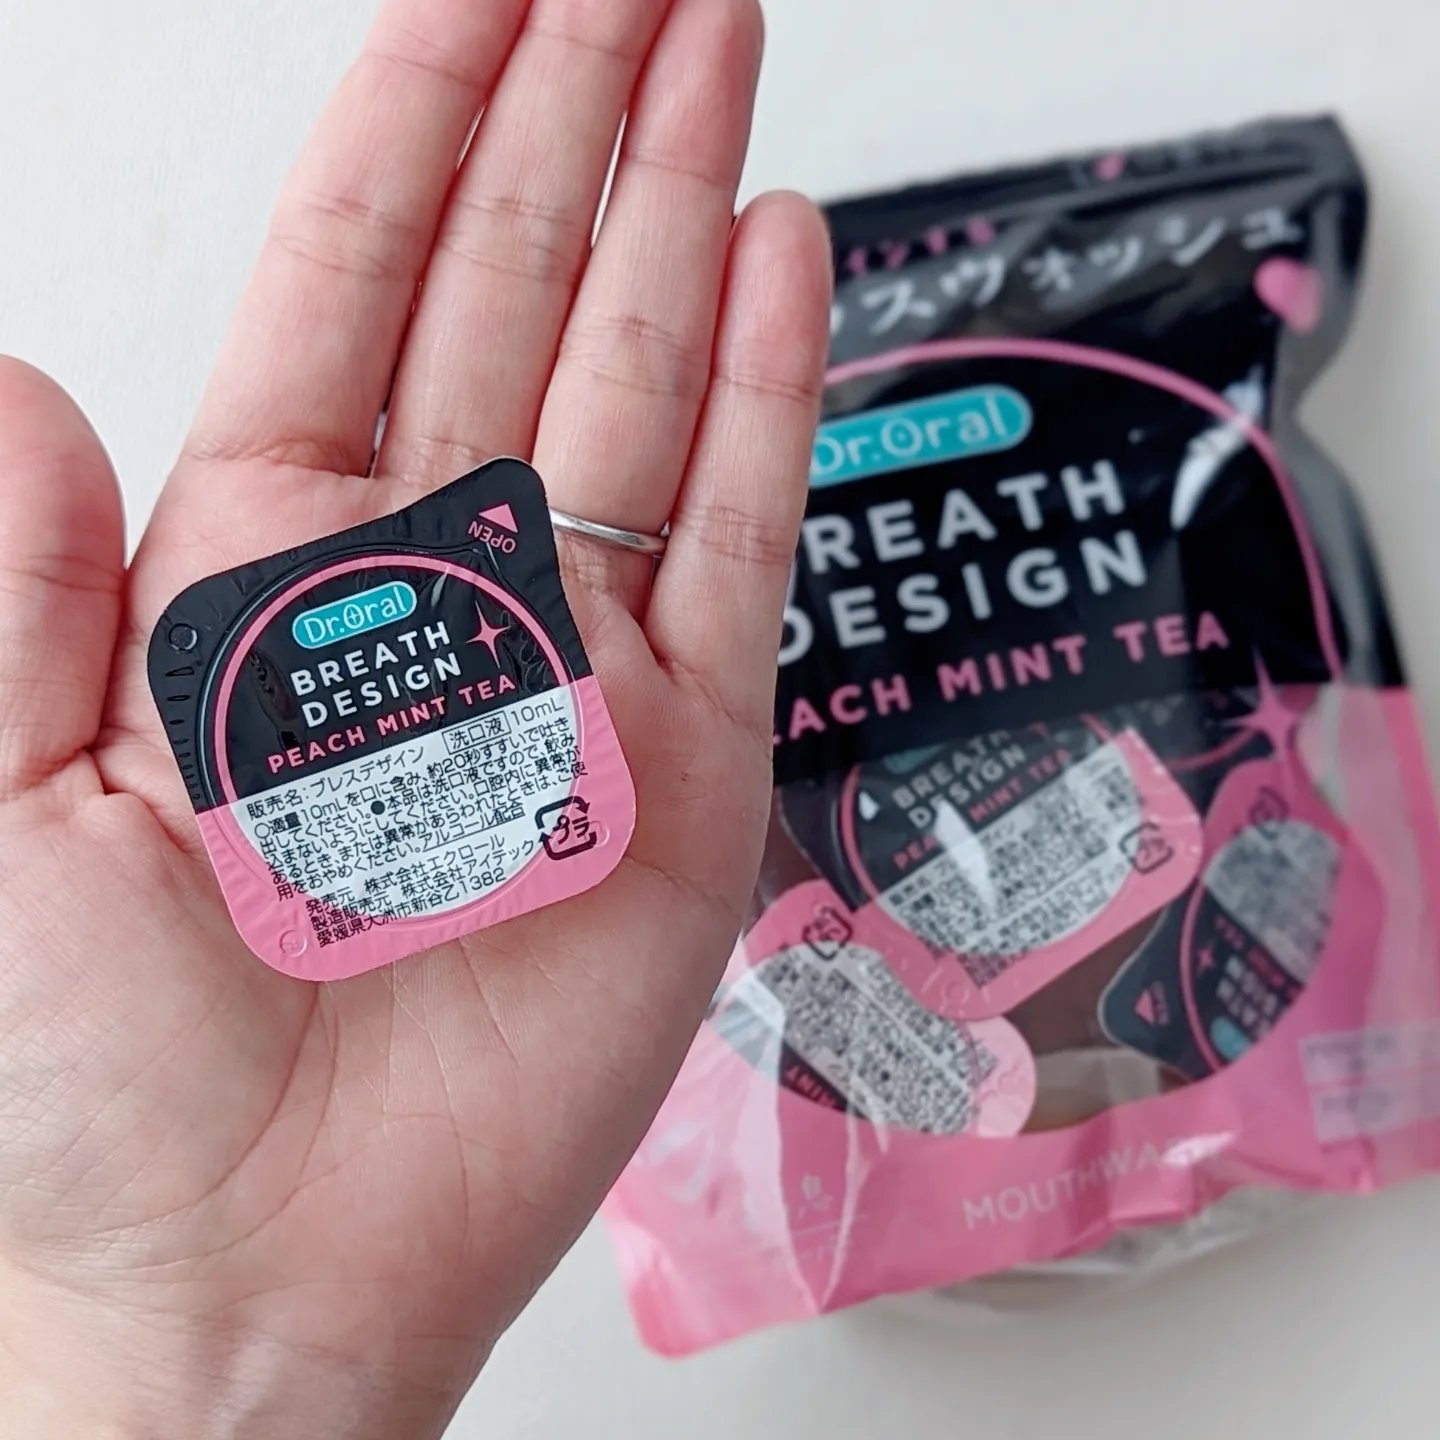 OPEN
Dr.Oral
BREATH
DESIGN
PEACH MINT TEA
販売名:ブレスデザイン 洗口液 10mL
○適量10mLを口に含み、約20秒すすいで吐き
出してください。●本品は洗口液ですので、飲み
込まないようにしてください。口腔内に異常が
あるとき、または異常があらわれたときは、ご使
用をおやめください。アルコール配合
発売元 株式会社エクロール
製造販売元 株式会社アイテック
愛媛県大洲市新谷乙1382
プラ
インする
スウォッシュ
Dr.Oral
BREATH
DESIGN
PEACH MINT TEA
BREATH
DESIGN
PEACH MINT TEA
MOUTHWASH